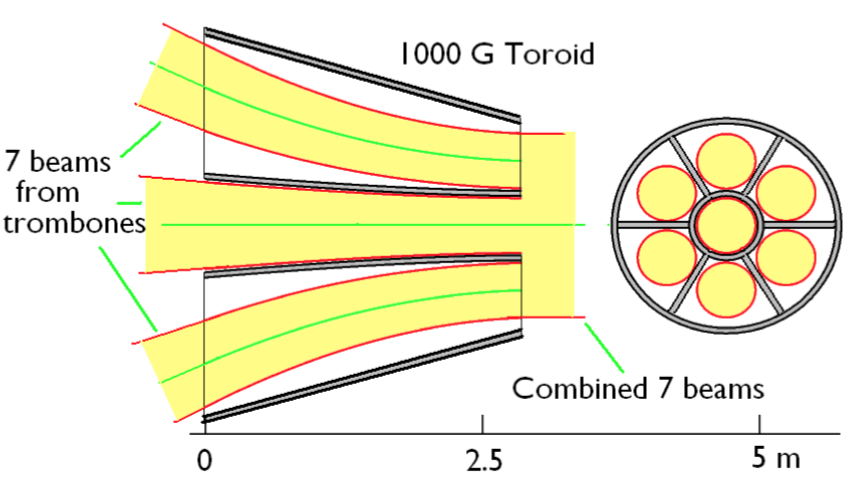 1000 G Toroid
7 beams
from
trombones
Combined 7 beams
0
2.5
5 m